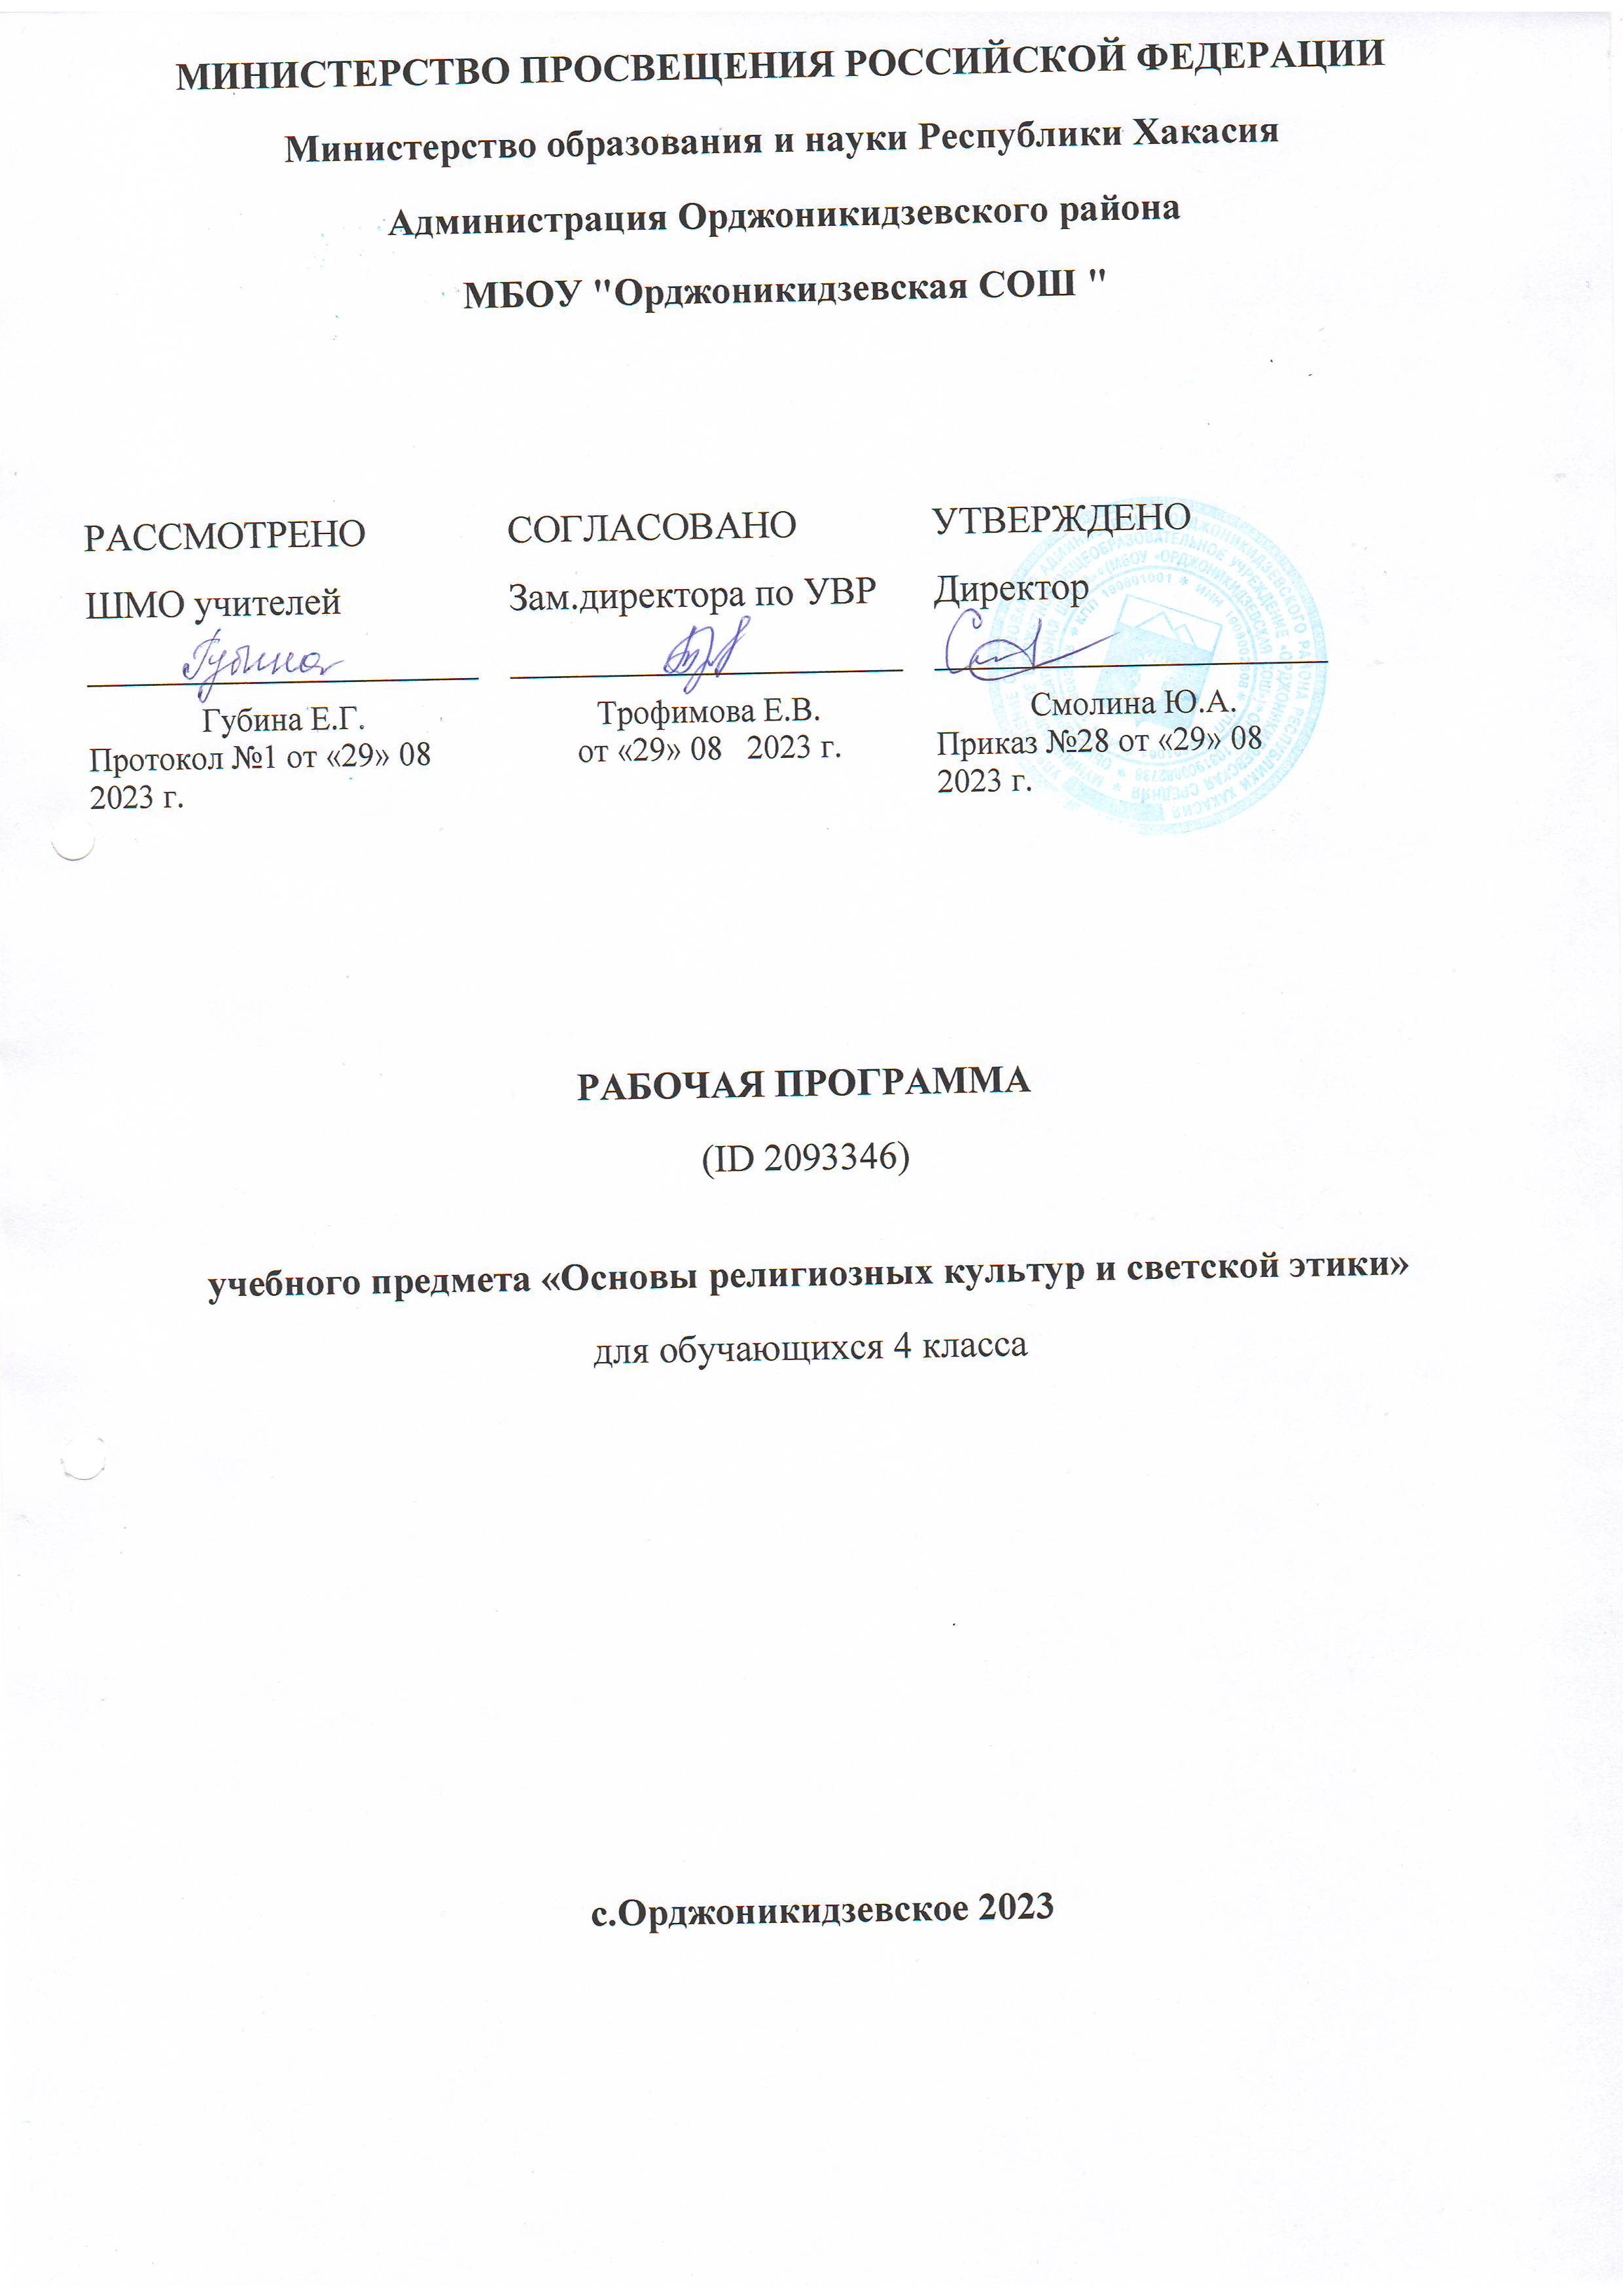 МИНИСТЕРСТВО ПРОСВЕЩЕНИЯ РОССИЙСКОЙ ФЕДЕРАЦИИ
Министерство образования и науки Республики Хакасия
Администрация Орджоникидзевского района
МБОУ "Орджоникидзевская СОШ "
РАССМОТРЕНО
ШМО учителей
Губина
Губина Е.Г.
Протокол №1 от «29» 08
2023 г.
СОГЛАСОВАНО
Зам.директора по УВР
Трофимова Е.В.
от «29» 08 2023 г.
УТВЕРЖДЕНО
Директор
Смолина Ю.А.
Приказ №28 от «29» 08
2023 г.
РАБОЧАЯ ПРОГРАММА
(ID 2093346)
учебного предмета «Основы религиозных культур и светской этики»
для обучающихся 4 класса
с.Орджоникидзевское 2023